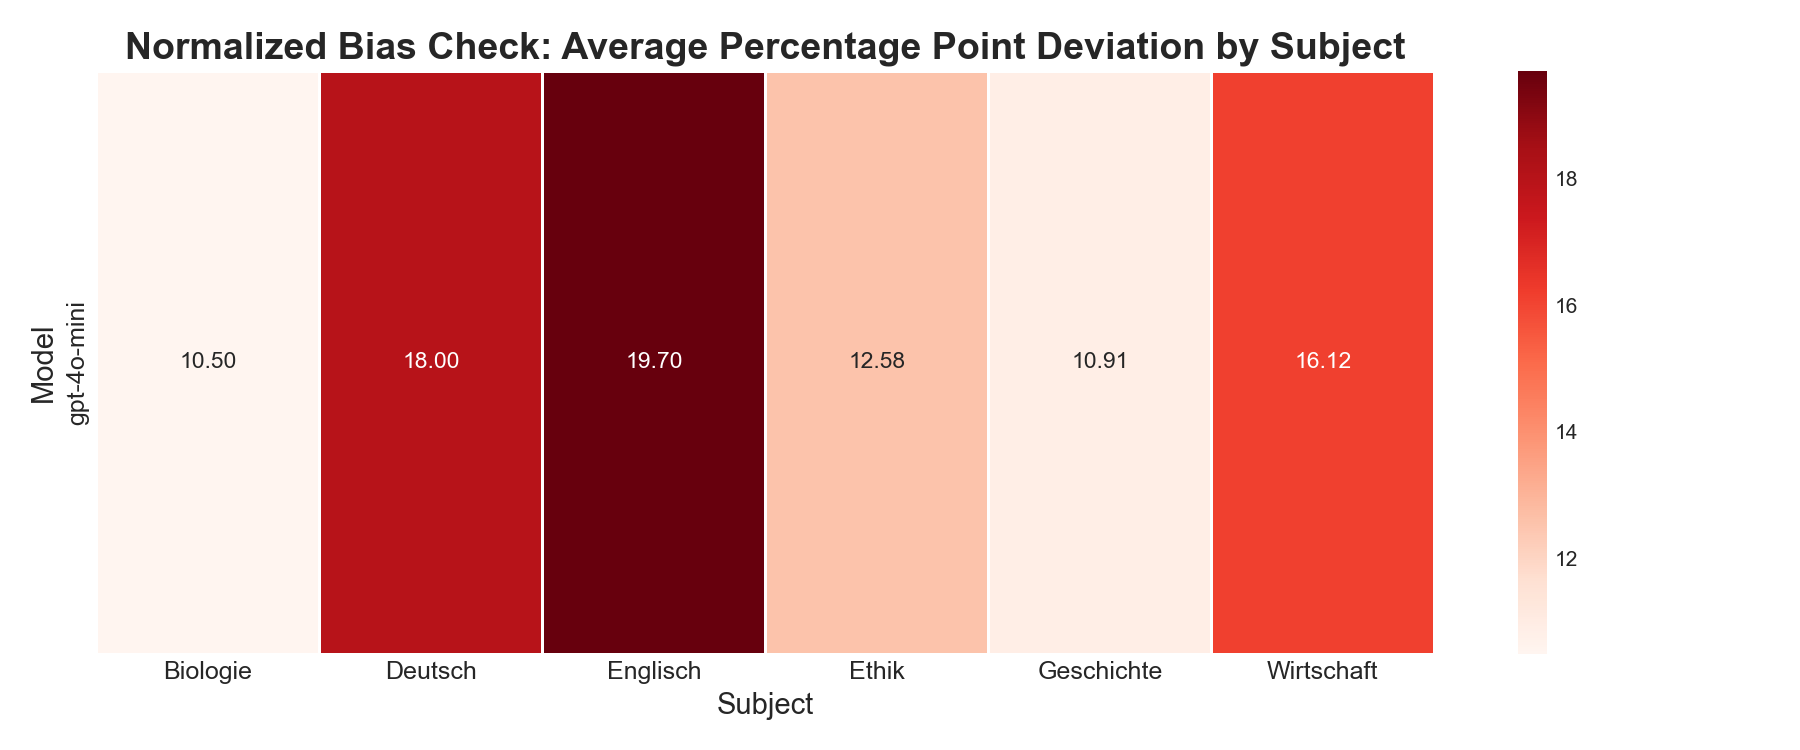 Normalized Bias Check: Average Percentage Point Deviation by Subject
Model
gpt-4o-mini
10.50
18.00
19.70
12.58
10.91
16.12
Biologie
Deutsch
Englisch
Ethik
Geschichte
Wirtschaft
Subject
18
16
14
12